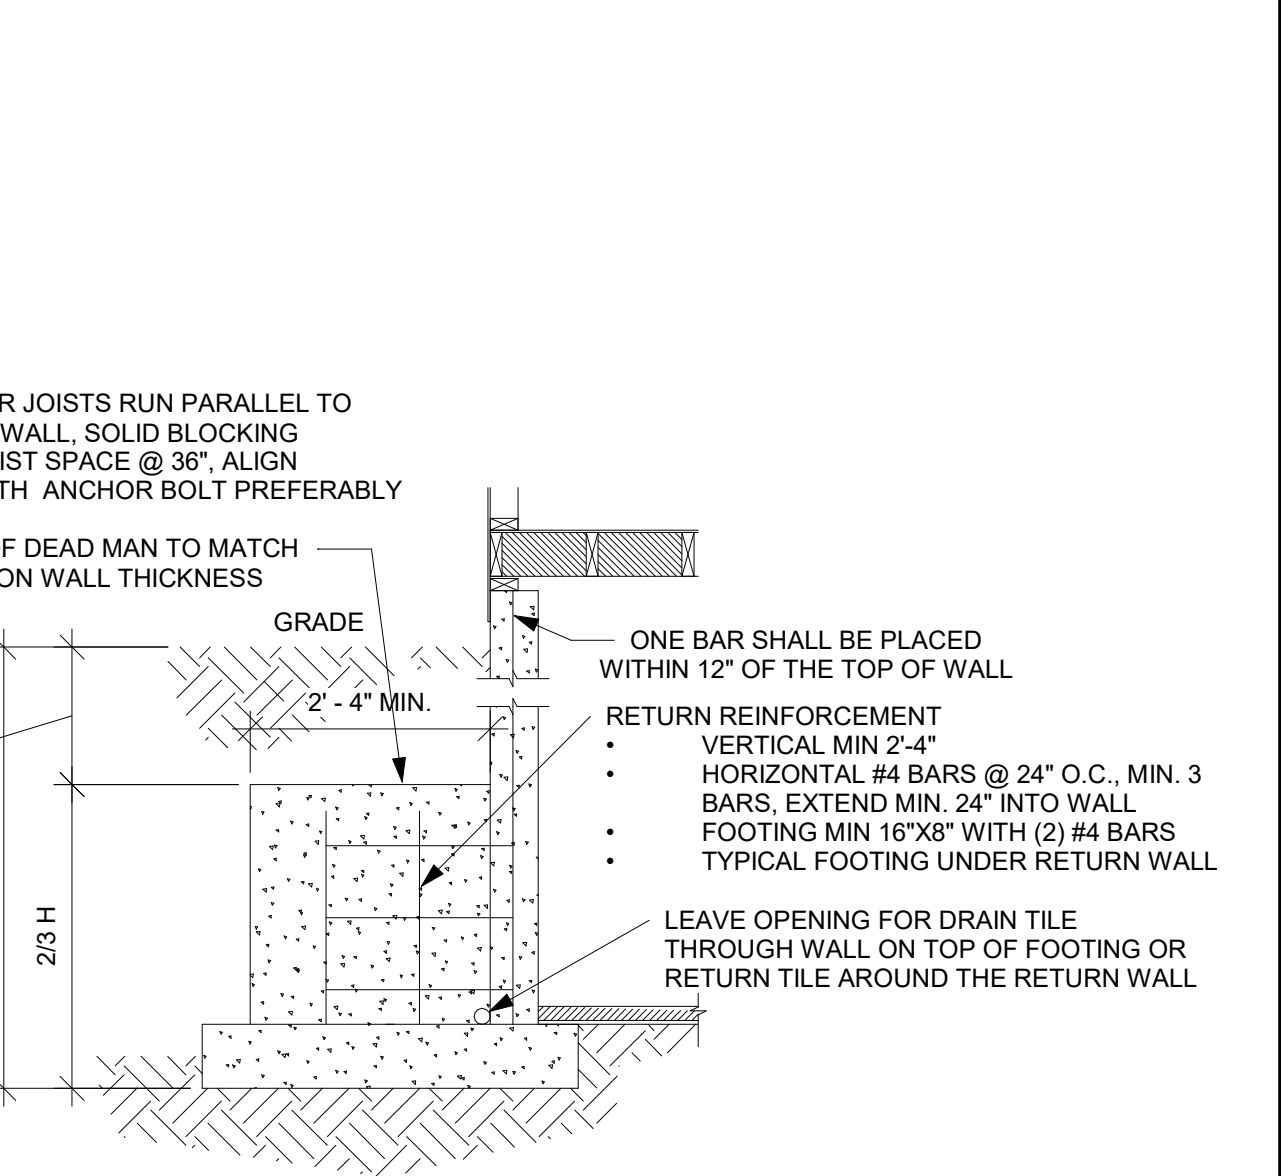 R JOISTS RUN PARALLEL TO
WALL, SOLID BLOCKING
IST SPACE @ 36", ALIGN
TH ANCHOR BOLT PREFERABLY
F DEAD MAN TO MATCH
ON WALL THICKNESS
GRADE
2' - 4" MIN.
2/3 H
ONE BAR SHALL BE PLACED
WITHIN 12" OF THE TOP OF WALL
RETURN REINFORCEMENT
• VERTICAL MIN 2'-4"
• HORIZONTAL #4 BARS @ 24" O.C., MIN. 3
BARS, EXTEND MIN. 24" INTO WALL
• FOOTING MIN 16"X8" WITH (2) #4 BARS
• TYPICAL FOOTING UNDER RETURN WALL
LEAVE OPENING FOR DRAIN TILE
THROUGH WALL ON TOP OF FOOTING OR
RETURN TILE AROUND THE RETURN WALL